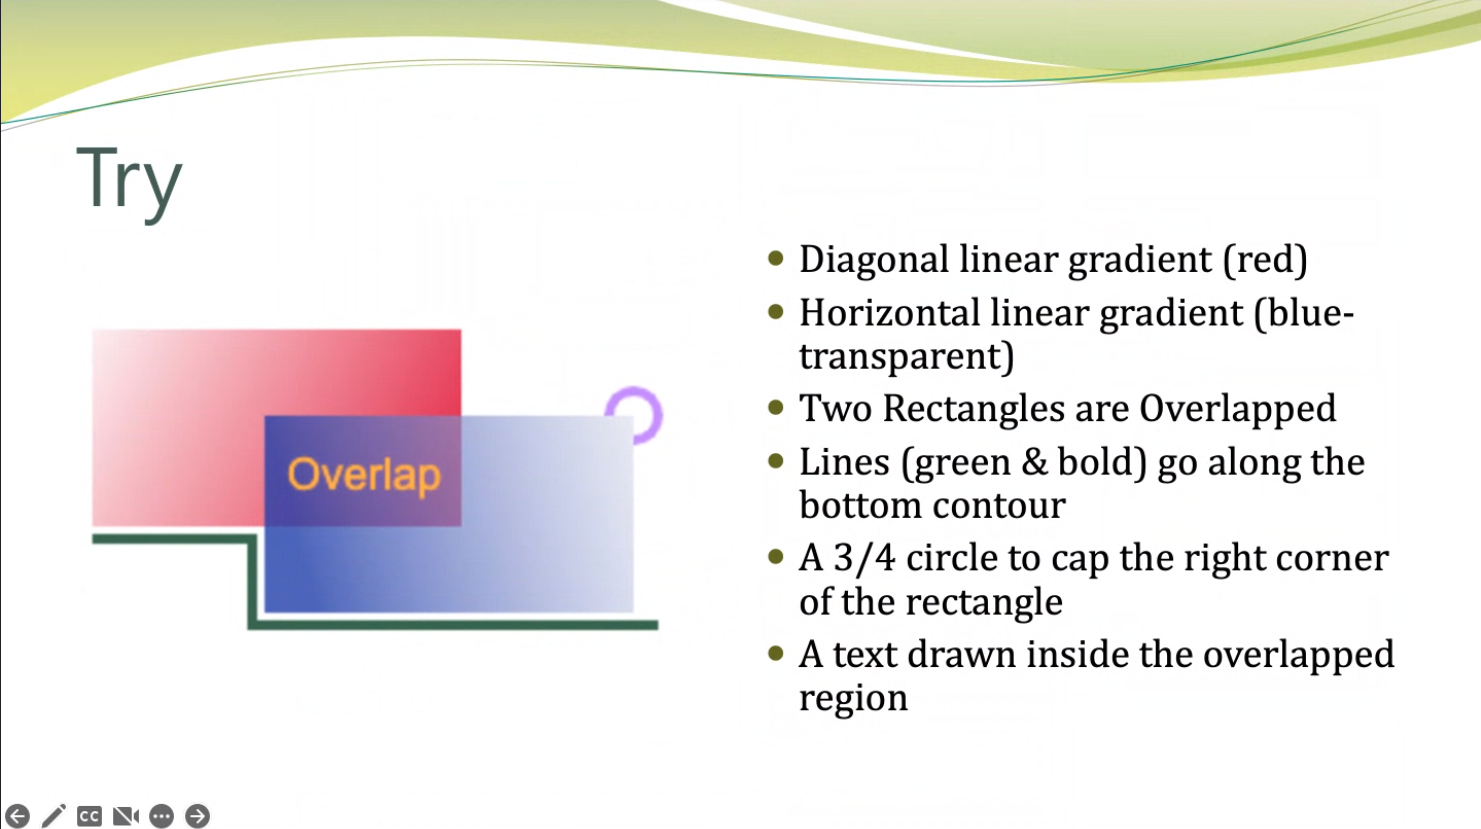 Try
Overlap
Diagonal linear gradient (red)
Horizontal linear gradient (blue-
transparent)
Two Rectangles are Overlapped
Lines (green & bold) go along the
bottom contour
A 3/4 circle to cap the right corner
of the rectangle
A text drawn inside the overlapped
region
CC